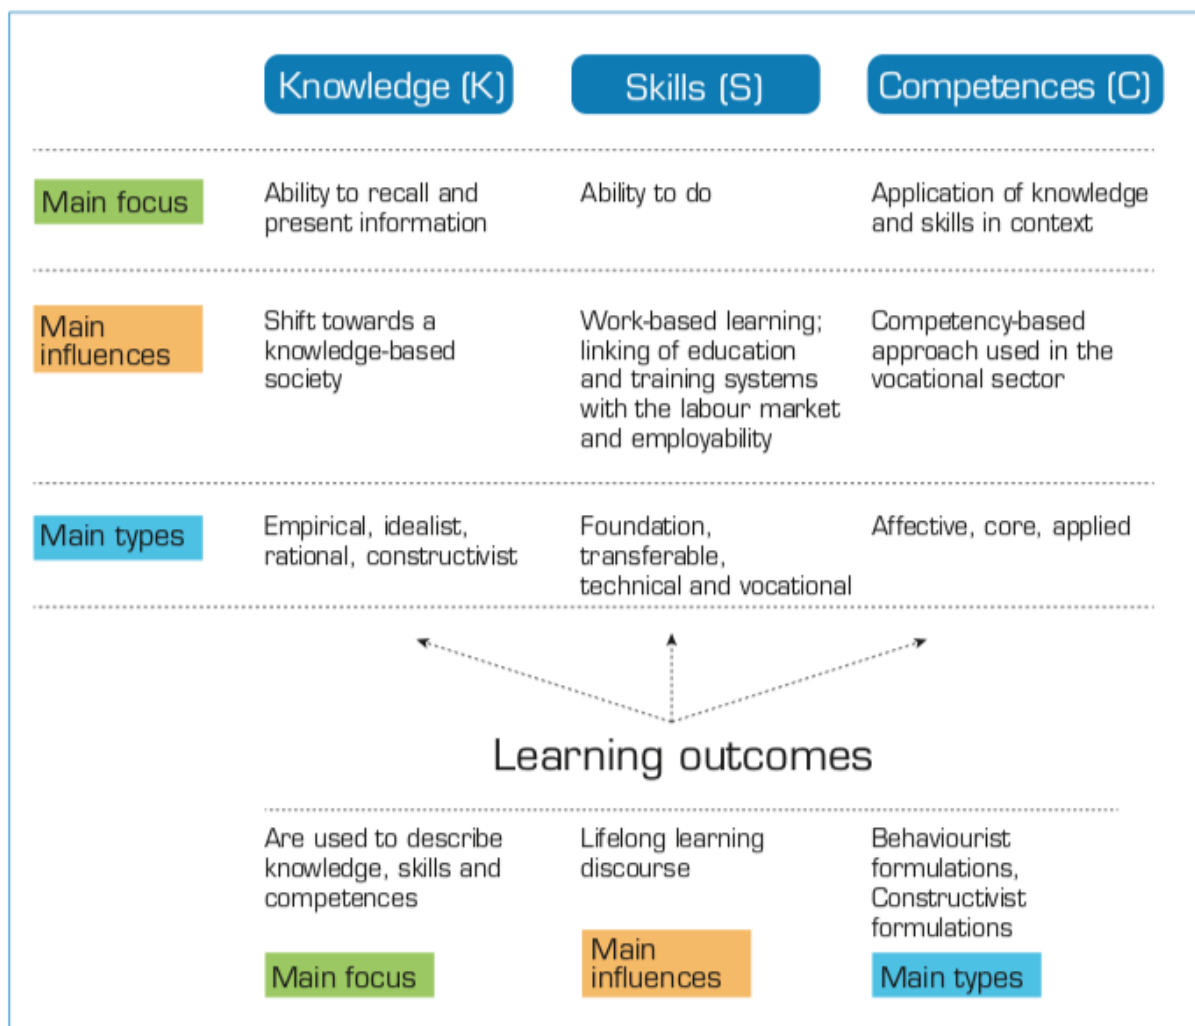 Knowledge (K)
Skills (S)
Competences (C)
Main focus
Ability to recall and
present information
Ability to do
Application of knowledge
and skills in context
Main
influences
Shift towards a
knowledge-based
society
Work-based learning;
linking of education
and training systems
with the labour market
and employability
Competency-based
approach used in the
vocational sector
Main types
Empirical, idealist,
rational, constructivist
Foundation,
transferable,
technical and vocational
Affective, core, applied
Learning outcomes
Are used to describe
knowledge, skills and
competences
Main focus
Lifelong learning
discourse
Main
influences
Behaviourist
formulations,
Constructivist
formulations
Main types